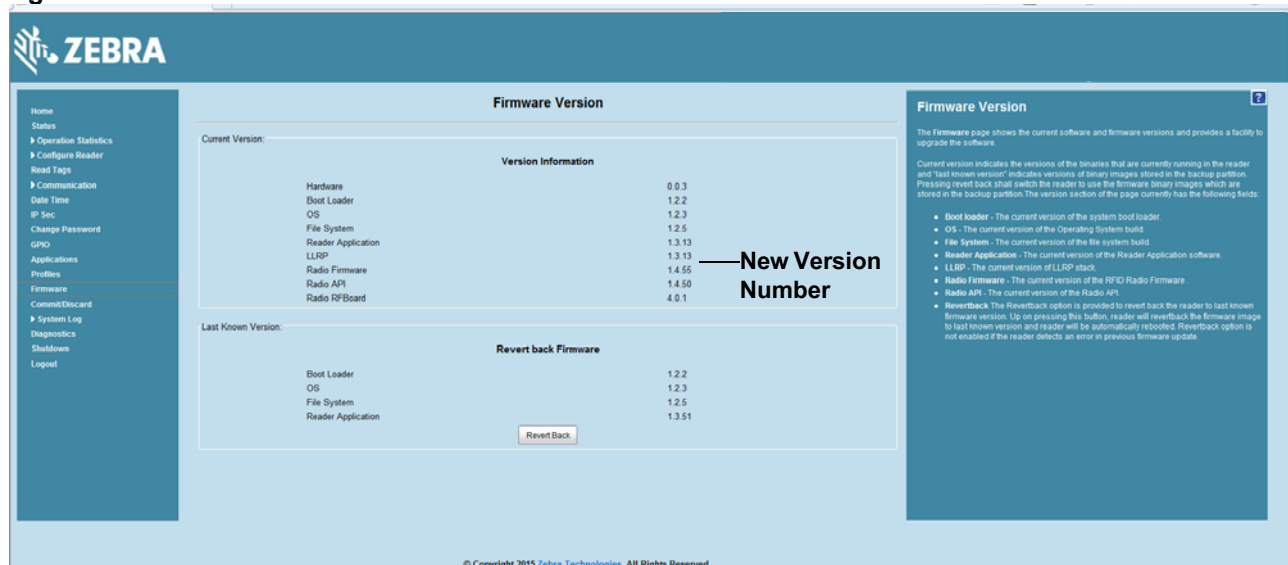 ZEBRA
Home
Status
Operation Statistics
Configure Reader
Read Tags
Communication
Date Time
IP Sec
Change Password
GPIO
Applications
Profiles
Firmware
Commit/Discard
System Log
Diagnostics
Shutdown
Logout
Firmware Version
Current Version:
Version Information
Hardware 0.0.3
Boot Loader 1.2.2
OS 1.2.3
File System 1.2.5
Reader Application 1.3.13
LLRP 1.3.13
Radio Firmware 1.4.55
Radio API 1.4.50
Radio RFBoard 4.0.1
New Version
Number
Last Known Version:
Revert back Firmware
Boot Loader 1.2.2
OS 1.2.3
File System 1.2.5
Reader Application 1.3.51
Revert Back
?
Firmware Version
The Firmware page shows the current software and firmware versions and provides a facility to
upgrade the software.
Current version indicates the versions of the binaries that are currently running in the reader
and "last known version" indicates versions of binary images stored in the backup partition.
Pressing revert back shall switch the reader to use the firmware binary images which are
stored in the backup partition.The version section of the page currently has the following fields:
• Boot loader - The current version of the system boot loader.
• OS - The current version of the Operating System build.
• File System - The current version of the file system build.
• Reader Application - The current version of the Reader Application software.
• LLRP - The current version of LLRP stack.
• Radio Firmware - The current version of the RFID Radio Firmware .
• Radio API - The current version of the Radio API.
• Revertback The Revertback option is provided to revert back the reader to last known
firmware version. Up on pressing this button, reader will revertback the firmware image
to last known version and reader will be automatically rebooted. Revertback option is
not enabled if the reader detects an error in previous firmware update.
© Copyright 2015 Zebra Technologies. All Rights Reserved.